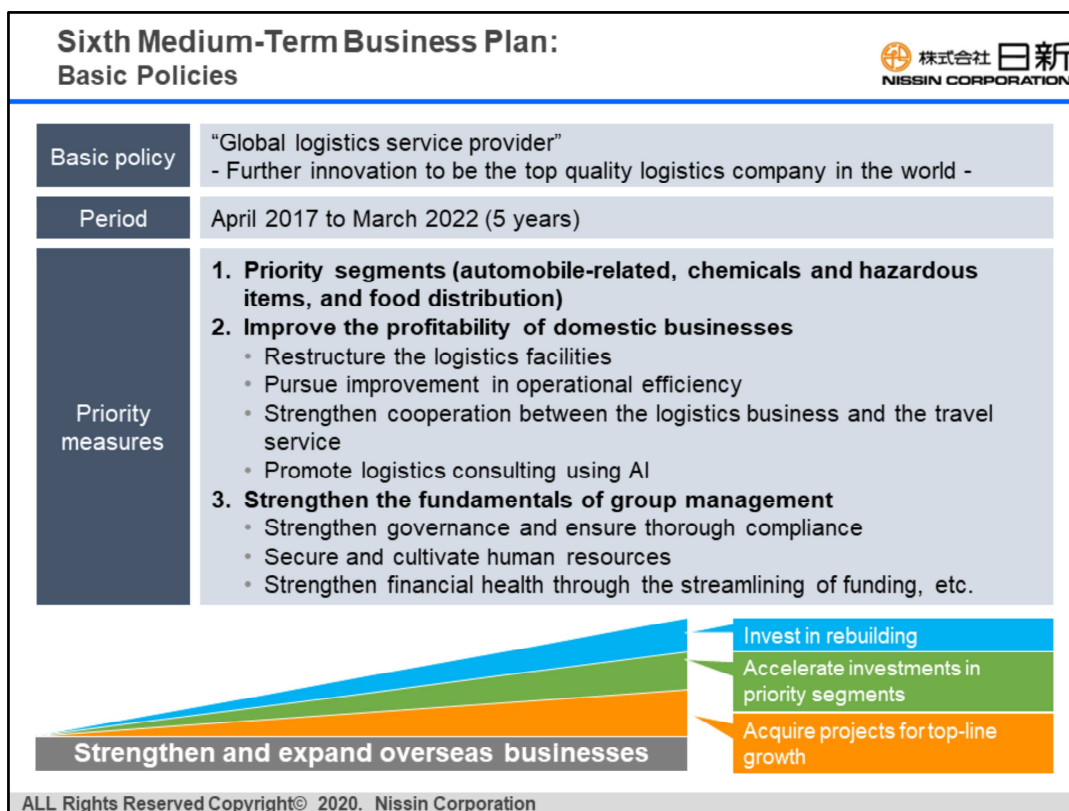 Sixth Medium-Term Business Plan:
Basic Policies
株式会社日新
NISSIN CORPORATION
Basic policy
“Global logistics service provider”
- Further innovation to be the top quality logistics company in the world -
Period
April 2017 to March 2022 (5 years)
Priority
measures
1. Priority segments (automobile-related, chemicals and hazardous
items, and food distribution)
2. Improve the profitability of domestic businesses
• Restructure the logistics facilities
• Pursue improvement in operational efficiency
• Strengthen cooperation between the logistics business and the travel
service
• Promote logistics consulting using AI
3. Strengthen the fundamentals of group management
• Strengthen governance and ensure thorough compliance
• Secure and cultivate human resources
• Strengthen financial health through the streamlining of funding, etc.
Invest in rebuilding
Accelerate investments in
priority segments
Acquire projects for top-line
growth
Strengthen and expand overseas businesses
ALL Rights Reserved Copyright© 2020. Nissin Corporation